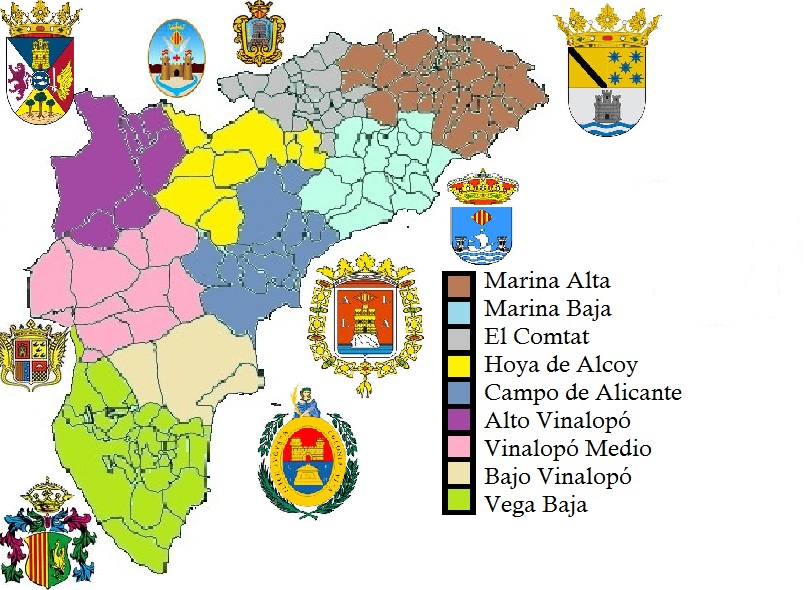 A L
L A
Marina Alta
Marina Baja
El Comtat
Hoya de Alcoy
Campo de Alicante
Alto Vinalopó
Vinalopó Medio
Bajo Vinalopó
Vega Baja